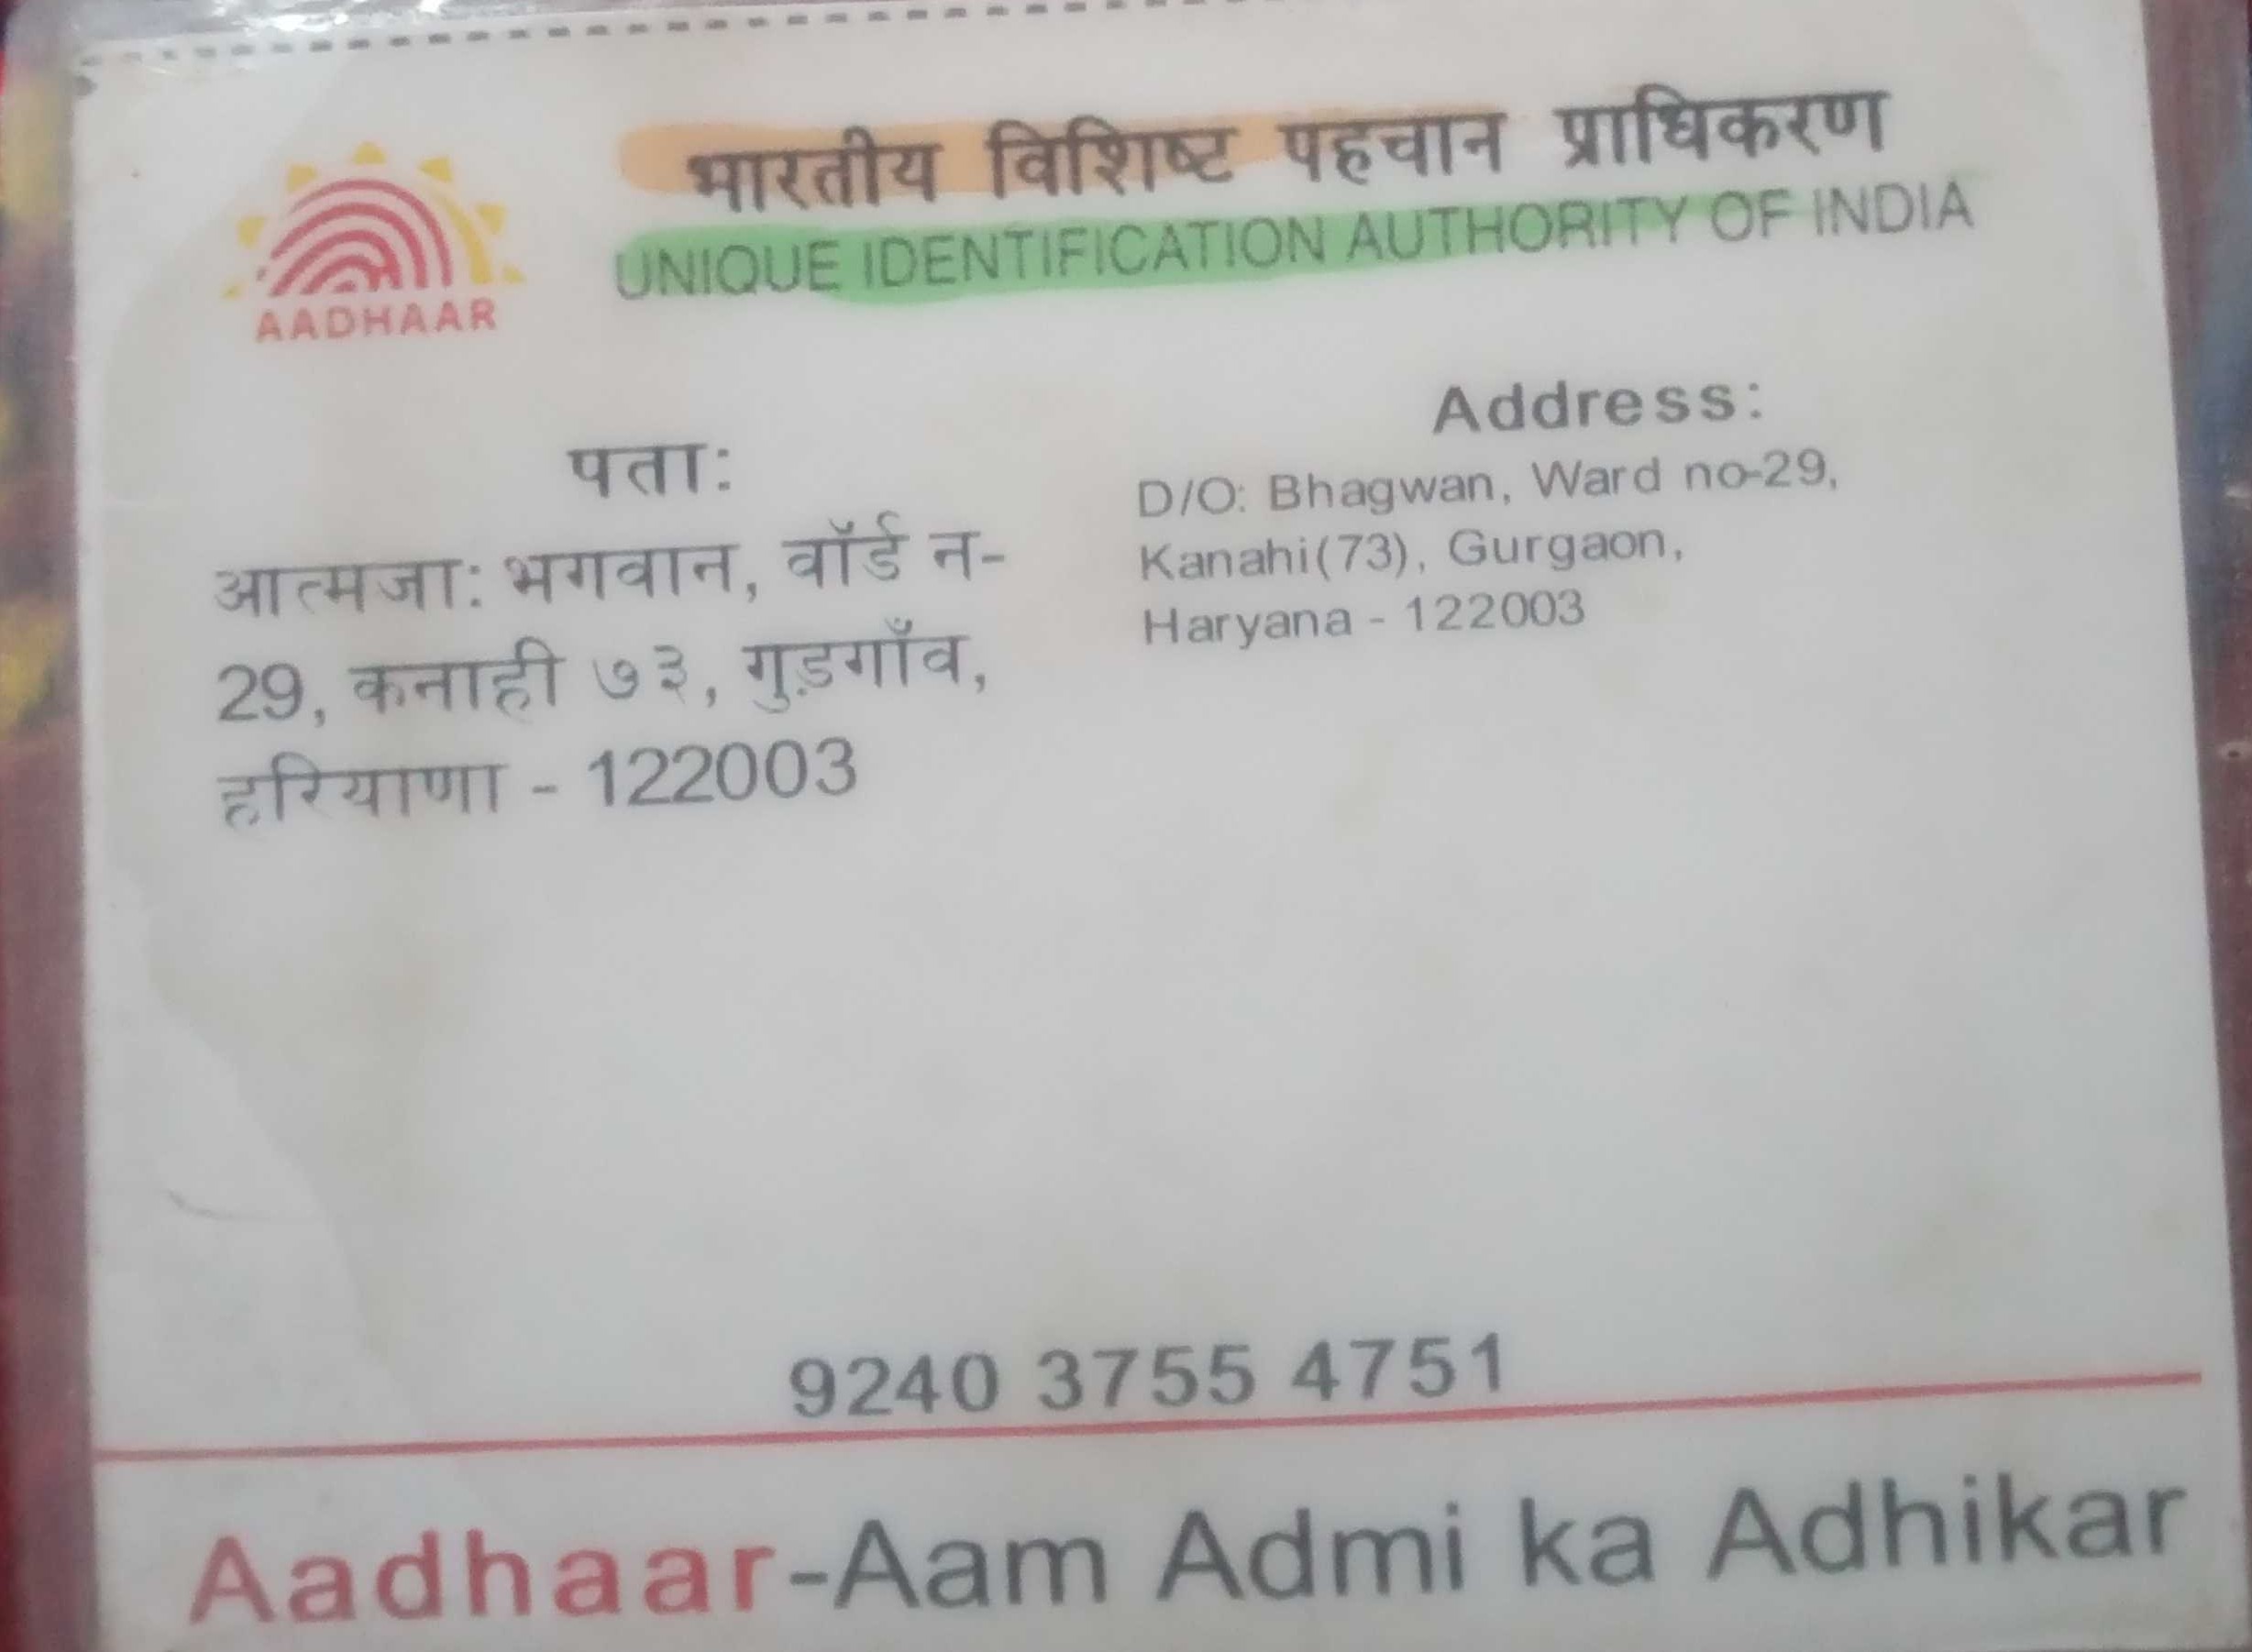 भारतीय विशिष्ट पहचान प्राधिकरण
UNIQUE IDENTIFICATION AUTHORITY OF INDIA
AADHAAR
पता:
आत्मजा: भगवान, वॉर्ड न-
29, कनाही ७३, गुड़गाँव,
हरियाणा - 122003
Address:
D/O: Bhagwan, Ward no-29,
Kanahi(73), Gurgaon,
Haryana - 122003
9240 3755 4751
Aadhaar-Aam Admi ka Adhikar